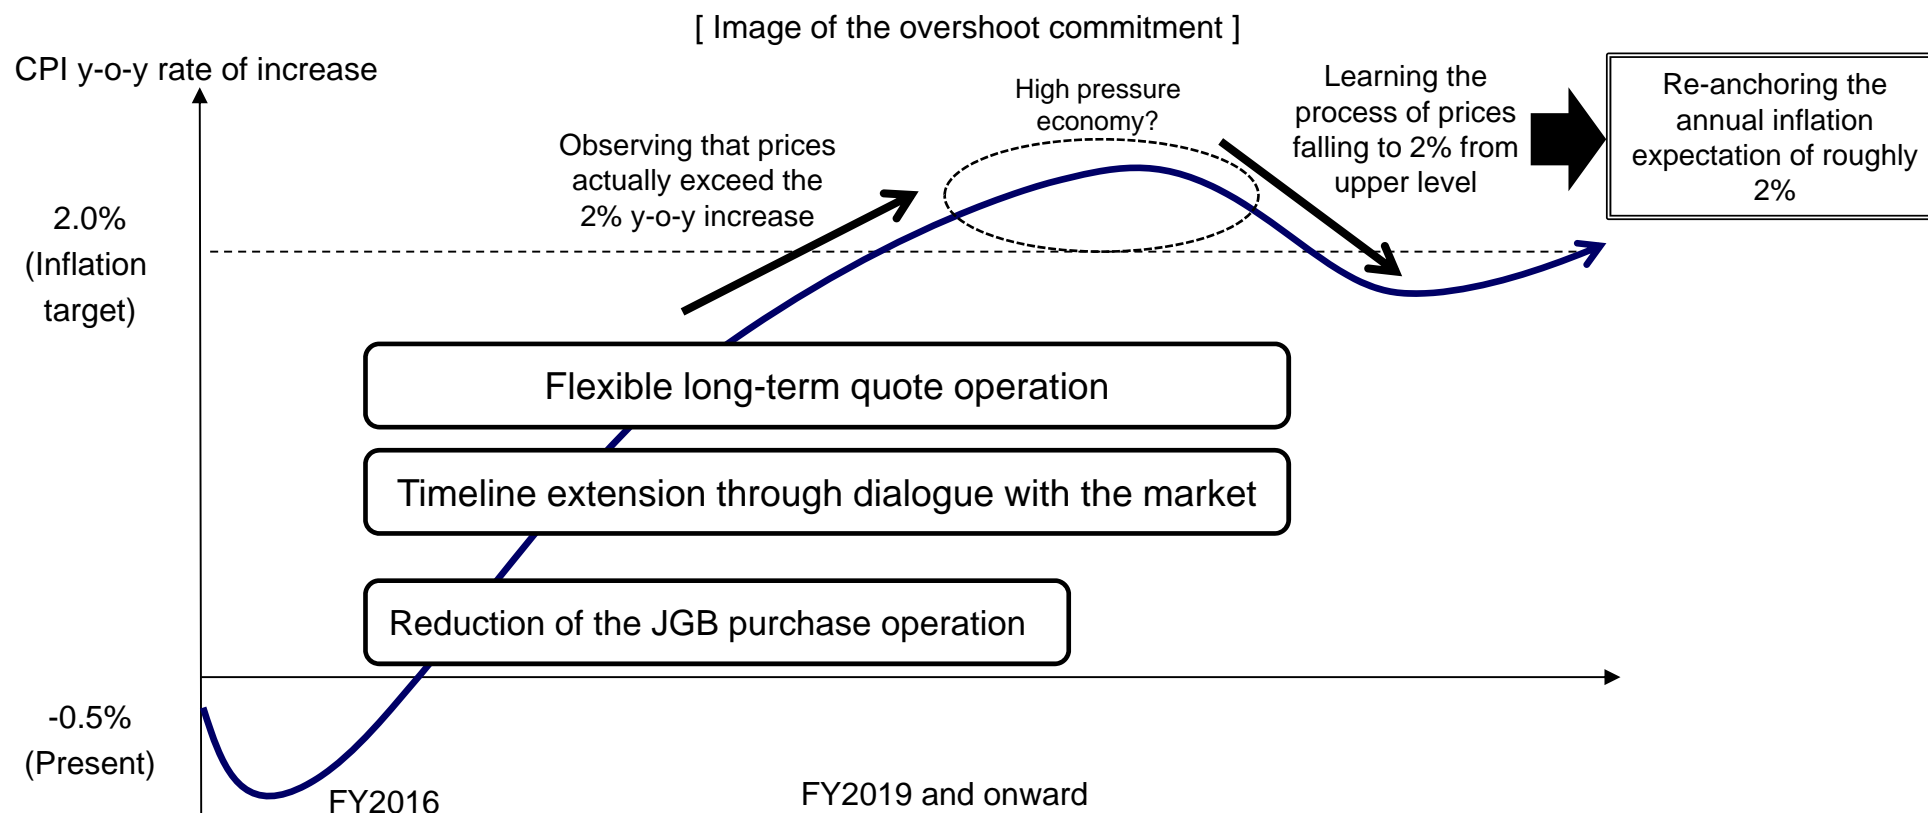 [ Image of the overshoot commitment ]
CPI y-o-y rate of increase
High pressure
economy?
Learning the
process of prices
falling to 2% from
upper level
Re-anchoring the
annual inflation
expectation of roughly
2%
Observing that prices
actually exceed the
2% y-o-y increase
2.0%
(Inflation
target)
Flexible long-term quote operation
Timeline extension through dialogue with the market
Reduction of the JGB purchase operation
-0.5%
(Present)
FY2016
FY2019 and onward